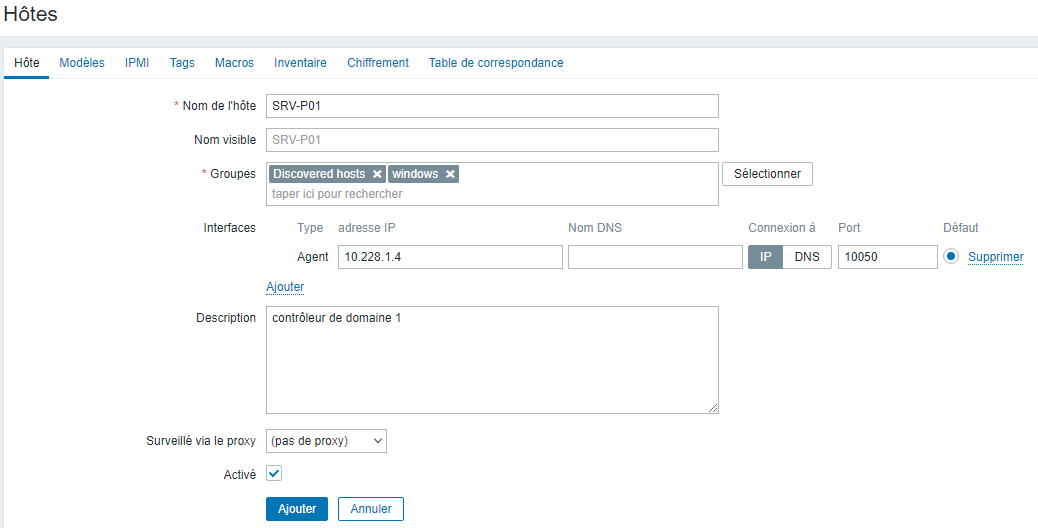 Hôtes
Hôte Modèles IPMI Tags Macros Inventaire Chiffrement Table de correspondance
* Nom de l'hôte SRV-P01
Nom visible SRV-P01
* Groupes Discovered hosts windows Sélectionner
taper ici pour rechercher
Interfaces Type adresse IP Nom DNS Connexion à Port Défaut
Agent 10.228.1.4 IP DNS 10050 Supprimer
Ajouter
Description contrôleur de domaine 1
Surveillé via le proxy (pas de proxy)
Activé
Ajouter Annuler